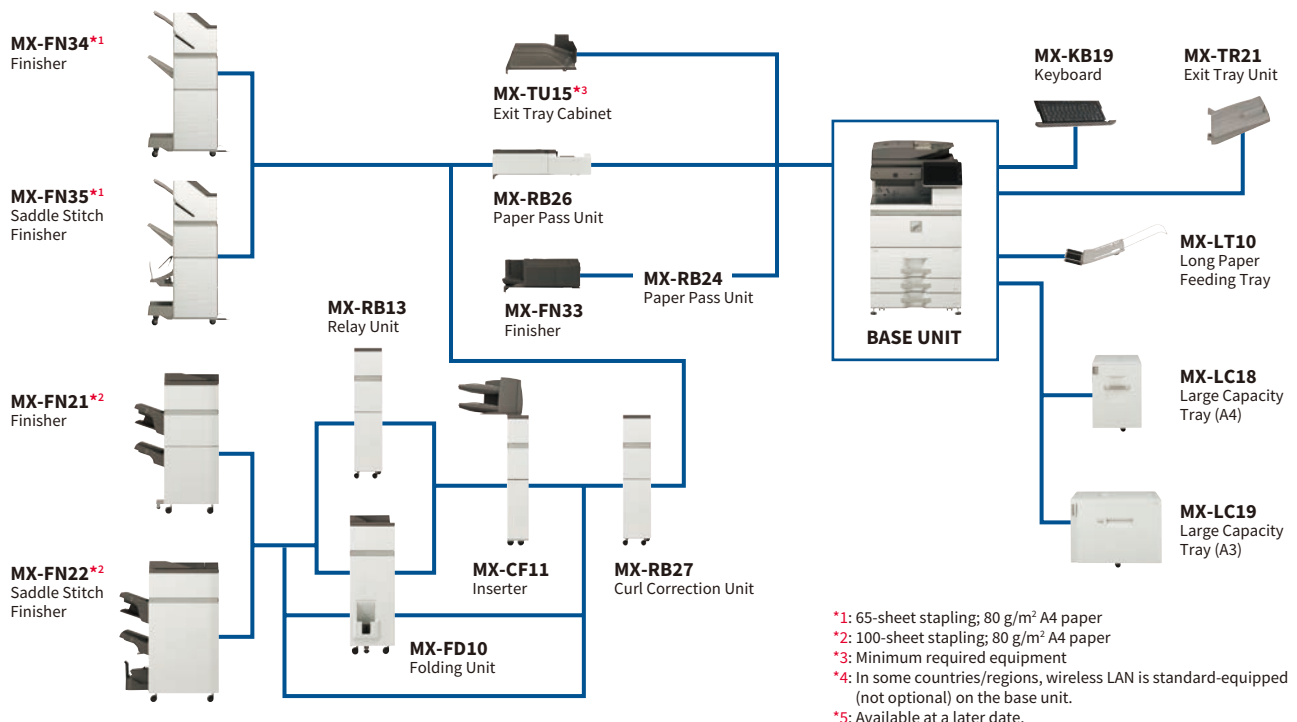 MX-FN34*1
Finisher
MX-TU15*3
Exit Tray Cabinet
MX-KB19
Keyboard
MX-TR21
Exit Tray Unit
MX-FN35*1
Saddle Stitch
Finisher
MX-RB26
Paper Pass Unit
MX-RB24
Paper Pass Unit
MX-FN33
Finisher
BASE UNIT
MX-LT10
Long Paper
Feeding Tray
MX-RB13
Relay Unit
MX-FN21*2
Finisher
MX-LC18
Large Capacity
Tray (A4)
MX-FN22*2
Saddle Stitch
Finisher
MX-CF11
Inserter
MX-RB27
Curl Correction Unit
MX-FD10
Folding Unit
MX-LC19
Large Capacity
Tray (A3)
*1: 65-sheet stapling; 80 g/m² A4 paper
*2: 100-sheet stapling; 80 g/m² A4 paper
*3: Minimum required equipment
*4: In some countries/regions, wireless LAN is standard-equipped
(not optional) on the base unit.
*5: Available at a later date.